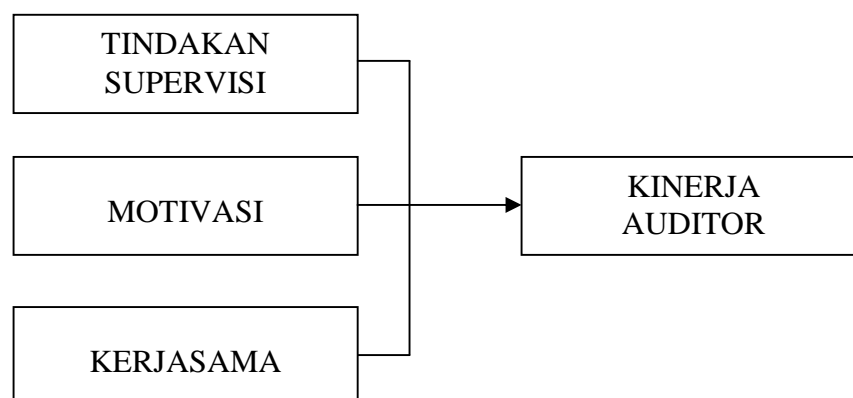 TINDAKAN
SUPERVISI
MOTIVASI
KERJASAMA
KINERJA
AUDITOR